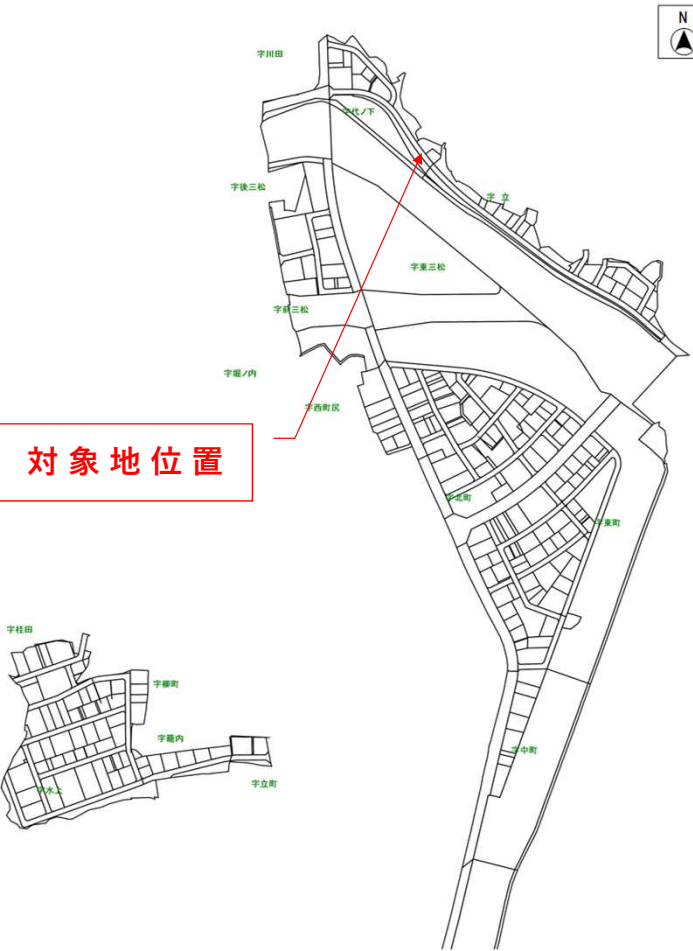 N
字川田
字代ノ下
字後三松
字立
字東三松
字前三松
字堀ノ内
字西町尻
対象地位置
字北町
字東町
字桂田
字柳町
字籠内
字中町
字立町
字水上